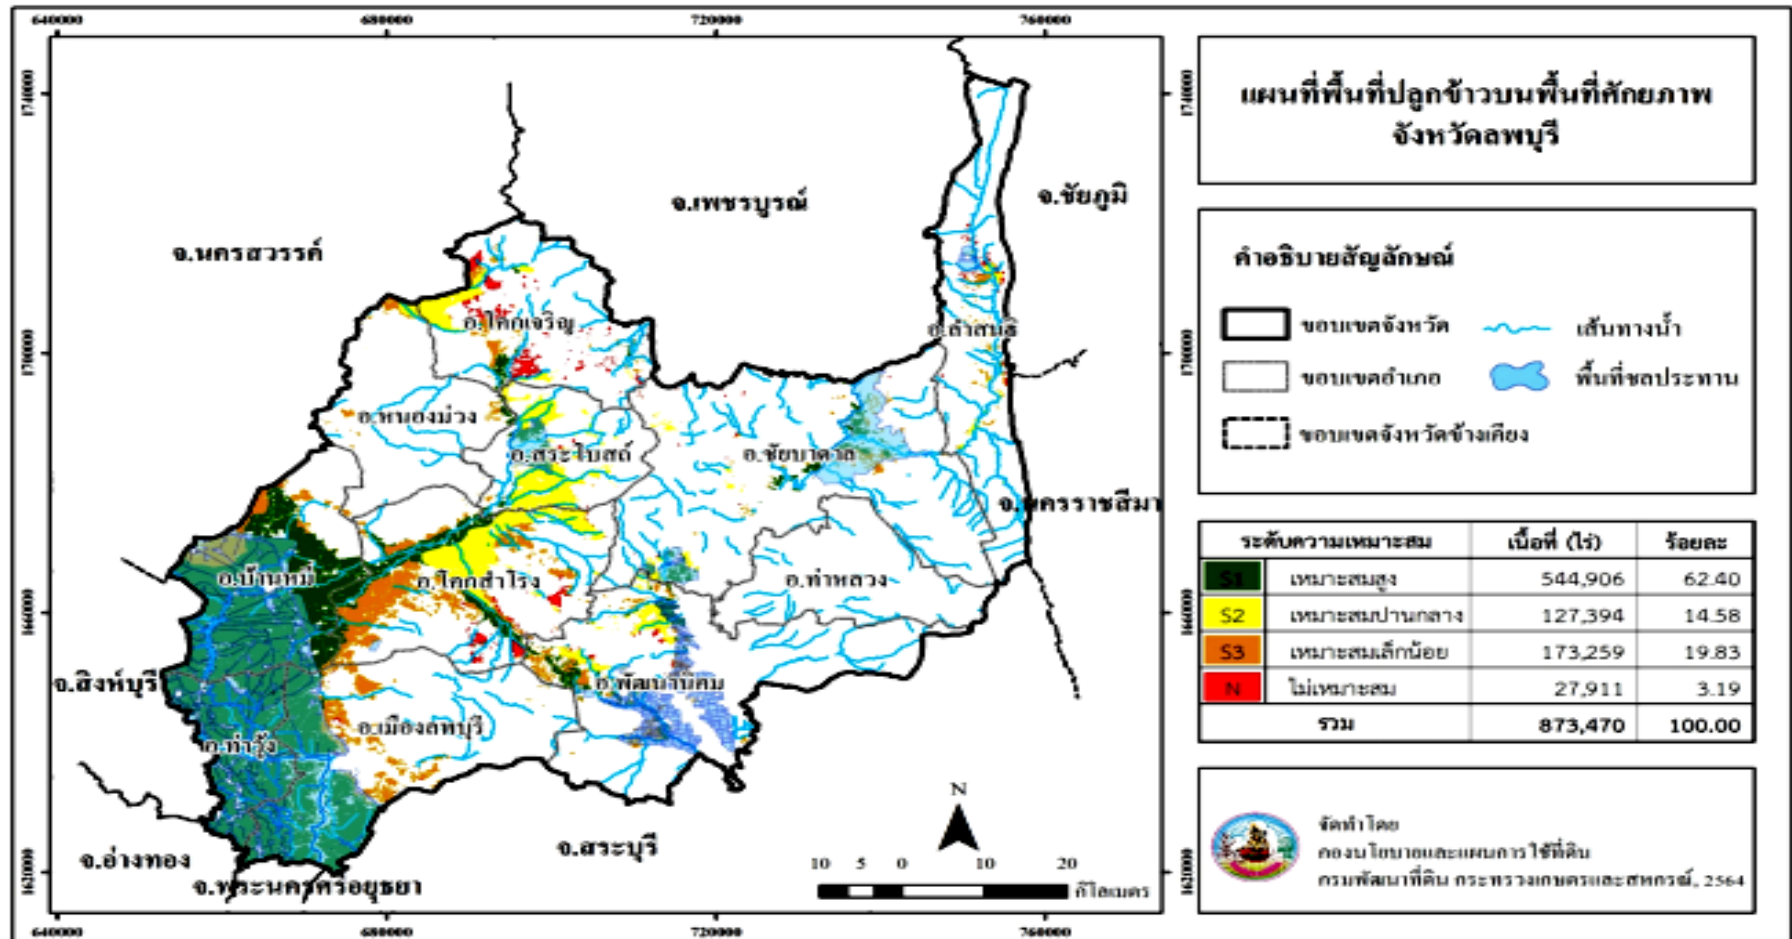 640000
680000
720000
760000
1740000
1740000
แผนที่พื้นที่ปลูกข้าวบนพื้นที่ศักยภาพ
จังหวัดลพบุรี
จ.เพชรบูรณ์
จ.ชัยภูมิ
จ.นครสวรรค์
คำอธิบายสัญลักษณ์
อ.โคกเจริญ
อ.ลำสนธิ
ขอบเขตจังหวัด
เส้นทางน้ำ
1700000
1700000
ขอบเขตอำเภอ
พื้นที่ชลประทาน
อ.หนองม่วง
ขอบเขตจังหวัดข้างเคียง
อ.สระโบสถ์
อ.ชัยบาดาล
จ.นครราชสีมา
ระดับความเหมาะสม เนื้อที่ (ไร่) ร้อยละ
อ.บ้านหมี่
อ.โคกสำโรง
อ.ท่าหลวง
S1 เหมาะสมสูง 544,906 62.40
1660000
1660000
S2 เหมาะสมปานกลาง 127,394 14.58
S3 เหมาะสมเล็กน้อย 173,259 19.83
จ.สิงห์บุรี
อ.พัฒนานิคม
N ไม่เหมาะสม 27,911 3.19
อ.เมืองลพบุรี
รวม 873,470 100.00
อ.ท่าวุ้ง
N
จ.อ่างทอง
จ.สระบุรี
จ.พระนครศรีอยุธยา
10 5 0 10 20
กิโลเมตร
จัดทำโดย
กองนโยบายและแผนการใช้ที่ดิน
กรมพัฒนาที่ดิน กระทรวงเกษตรและสหกรณ์, 2564
1620000
1620000
640000
680000
720000
760000